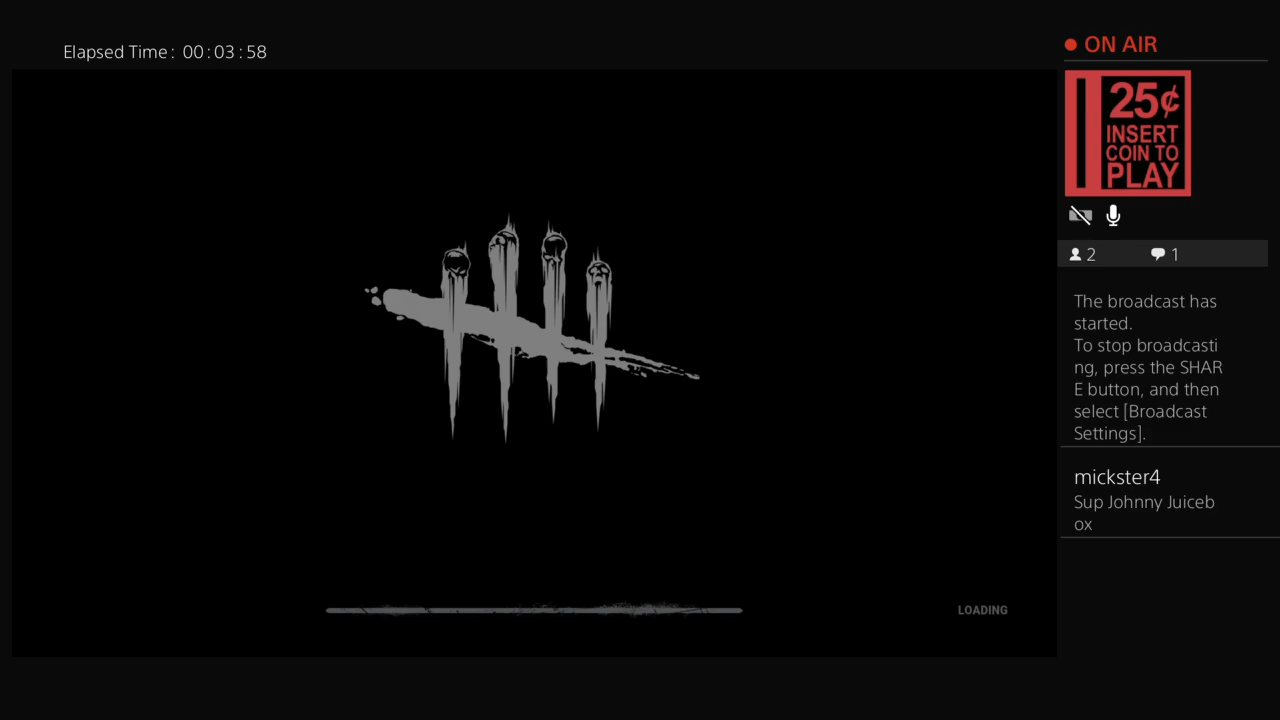 Elapsed Time: 00:03:58
ON AIR
25¢
INSERT
COIN TO
PLAY
2 1
The broadcast has
started.
To stop broadcasti
ng, press the SHAR
E button, and then
select [Broadcast
Settings].
mickster4
Sup Johnny Juiceb
ox
LOADING